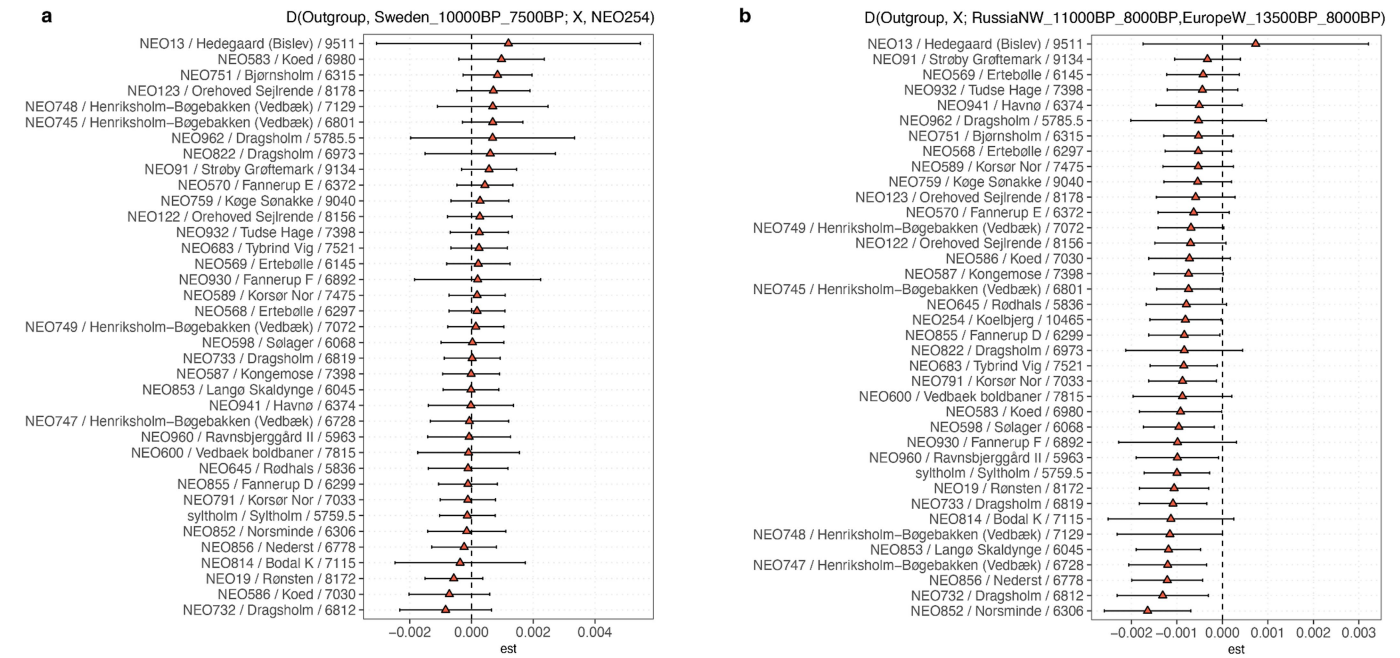 a
D(Outgroup, Sweden_10000BP_7500BP; X, NEO254)
NEO13 / Hedegaard (Bislev) / 9511
NEO583 / Koed / 6980
NEO751 / Bjørnsholm / 6315
NEO123 / Orehoved Sejlrende / 8178
NEO748 / Henriksholm−Bøgebakken (Vedbæk) / 7129
NEO745 / Henriksholm−Bøgebakken (Vedbæk) / 6801
NEO962 / Dragsholm / 5785.5
NEO822 / Dragsholm / 6973
NEO91 / Strøby Grøftemark / 9134
NEO570 / Fannerup E / 6372
NEO759 / Køge Sønakke / 9040
NEO122 / Orehoved Sejlrende / 8156
NEO932 / Tudse Hage / 7398
NEO683 / Tybrind Vig / 7521
NEO569 / Ertebølle / 6145
NEO930 / Fannerup F / 6892
NEO589 / Korsør Nor / 7475
NEO568 / Ertebølle / 6297
NEO749 / Henriksholm−Bøgebakken (Vedbæk) / 7072
NEO598 / Sølager / 6068
NEO733 / Dragsholm / 6819
NEO587 / Kongemose / 7398
NEO853 / Langø Skaldynge / 6045
NEO941 / Havnø / 6374
NEO747 / Henriksholm−Bøgebakken (Vedbæk) / 6728
NEO960 / Ravnsbjerggård II / 5963
NEO600 / Vedbaek boldbaner / 7815
NEO645 / Rødhals / 5836
NEO855 / Fannerup D / 6299
NEO791 / Korsør Nor / 7033
syltholm / Syltholm / 5759.5
NEO852 / Norsminde / 6306
NEO856 / Nederst / 6778
NEO814 / Bodal K / 7115
NEO19 / Rønsten / 8172
NEO586 / Koed / 7030
NEO732 / Dragsholm / 6812
−0.002 0.000 0.002 0.004
est
b
D(Outgroup, X; RussiaNW_11000BP_8000BP,EuropeW_13500BP_8000BP)
NEO13 / Hedegaard (Bislev) / 9511
NEO91 / Strøby Grøftemark / 9134
NEO569 / Ertebølle / 6145
NEO932 / Tudse Hage / 7398
NEO941 / Havnø / 6374
NEO962 / Dragsholm / 5785.5
NEO751 / Bjørnsholm / 6315
NEO568 / Ertebølle / 6297
NEO589 / Korsør Nor / 7475
NEO759 / Køge Sønakke / 9040
NEO123 / Orehoved Sejlrende / 8178
NEO570 / Fannerup E / 6372
NEO749 / Henriksholm−Bøgebakken (Vedbæk) / 7072
NEO122 / Orehoved Sejlrende / 8156
NEO586 / Koed / 7030
NEO587 / Kongemose / 7398
NEO745 / Henriksholm−Bøgebakken (Vedbæk) / 6801
NEO645 / Rødhals / 5836
NEO254 / Koelbjerg / 10465
NEO855 / Fannerup D / 6299
NEO822 / Dragsholm / 6973
NEO683 / Tybrind Vig / 7521
NEO791 / Korsør Nor / 7033
NEO600 / Vedbaek boldbaner / 7815
NEO583 / Koed / 6980
NEO598 / Sølager / 6068
NEO930 / Fannerup F / 6892
NEO960 / Ravnsbjerggård II / 5963
syltholm / Syltholm / 5759.5
NEO19 / Rønsten / 8172
NEO733 / Dragsholm / 6819
NEO814 / Bodal K / 7115
NEO748 / Henriksholm−Bøgebakken (Vedbæk) / 7129
NEO853 / Langø Skaldynge / 6045
NEO747 / Henriksholm−Bøgebakken (Vedbæk) / 6728
NEO856 / Nederst / 6778
NEO732 / Dragsholm / 6812
NEO852 / Norsminde / 6306
−0.002 −0.001 0.000 0.001 0.002 0.003
est